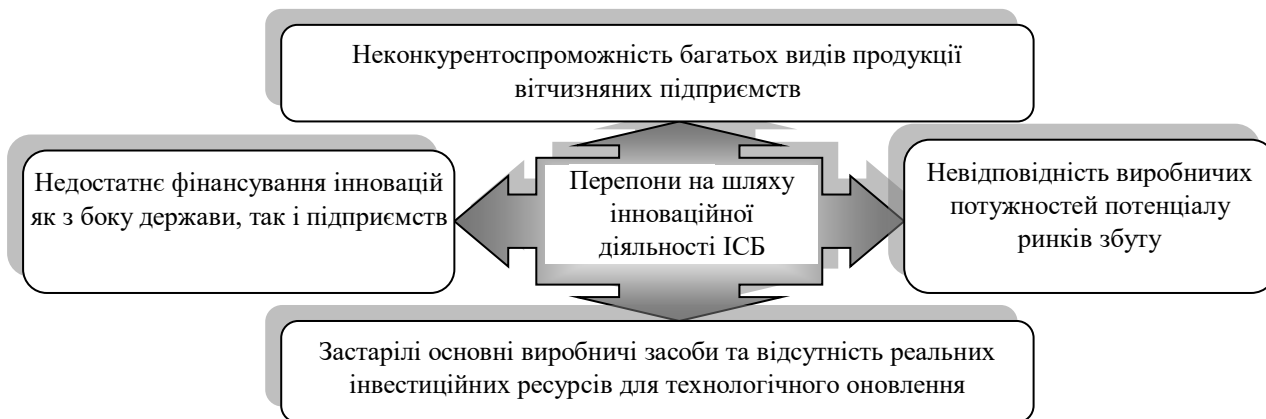 Неконкурентоспроможність багатьох видів продукції
вітчизняних підприємств
Недостатнє фінансування інновацій
як з боку держави, так і підприємств
Перепони на шляху
інноваційної
діяльності ІСБ
Невідповідність виробничих
потужностей потенціалу
ринків збуту
Застарілі основні виробничі засоби та відсутність реальних
інвестиційних ресурсів для технологічного оновлення